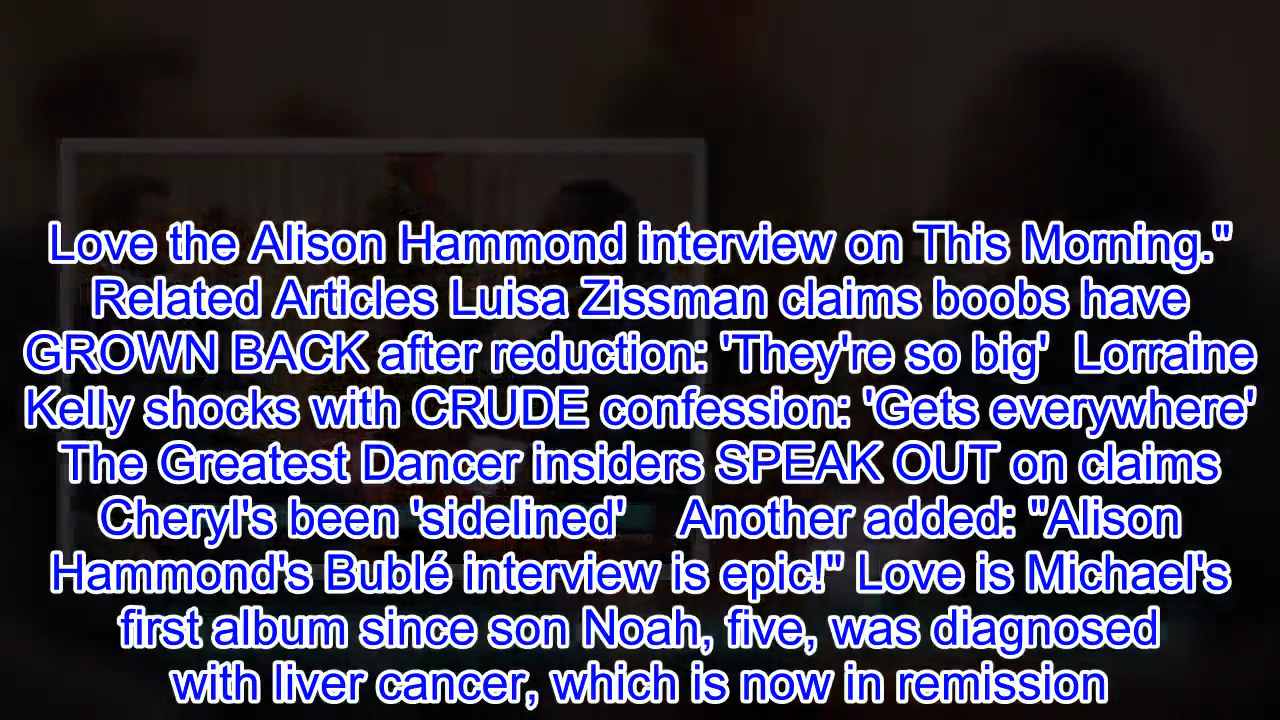 Love the Alison Hammond interview on This Morning."
Related Articles Luisa Zissman claims boobs have
GROWN BACK after reduction: 'They're so big'  Lorraine
Kelly shocks with CRUDE confession: 'Gets everywhere'
The Greatest Dancer insiders SPEAK OUT on claims
Cheryl's been 'sidelined'    Another added: "Alison
Hammond's Bublé interview is epic!" Love is Michael's
first album since son Noah, five, was diagnosed
with liver cancer, which is now in remission